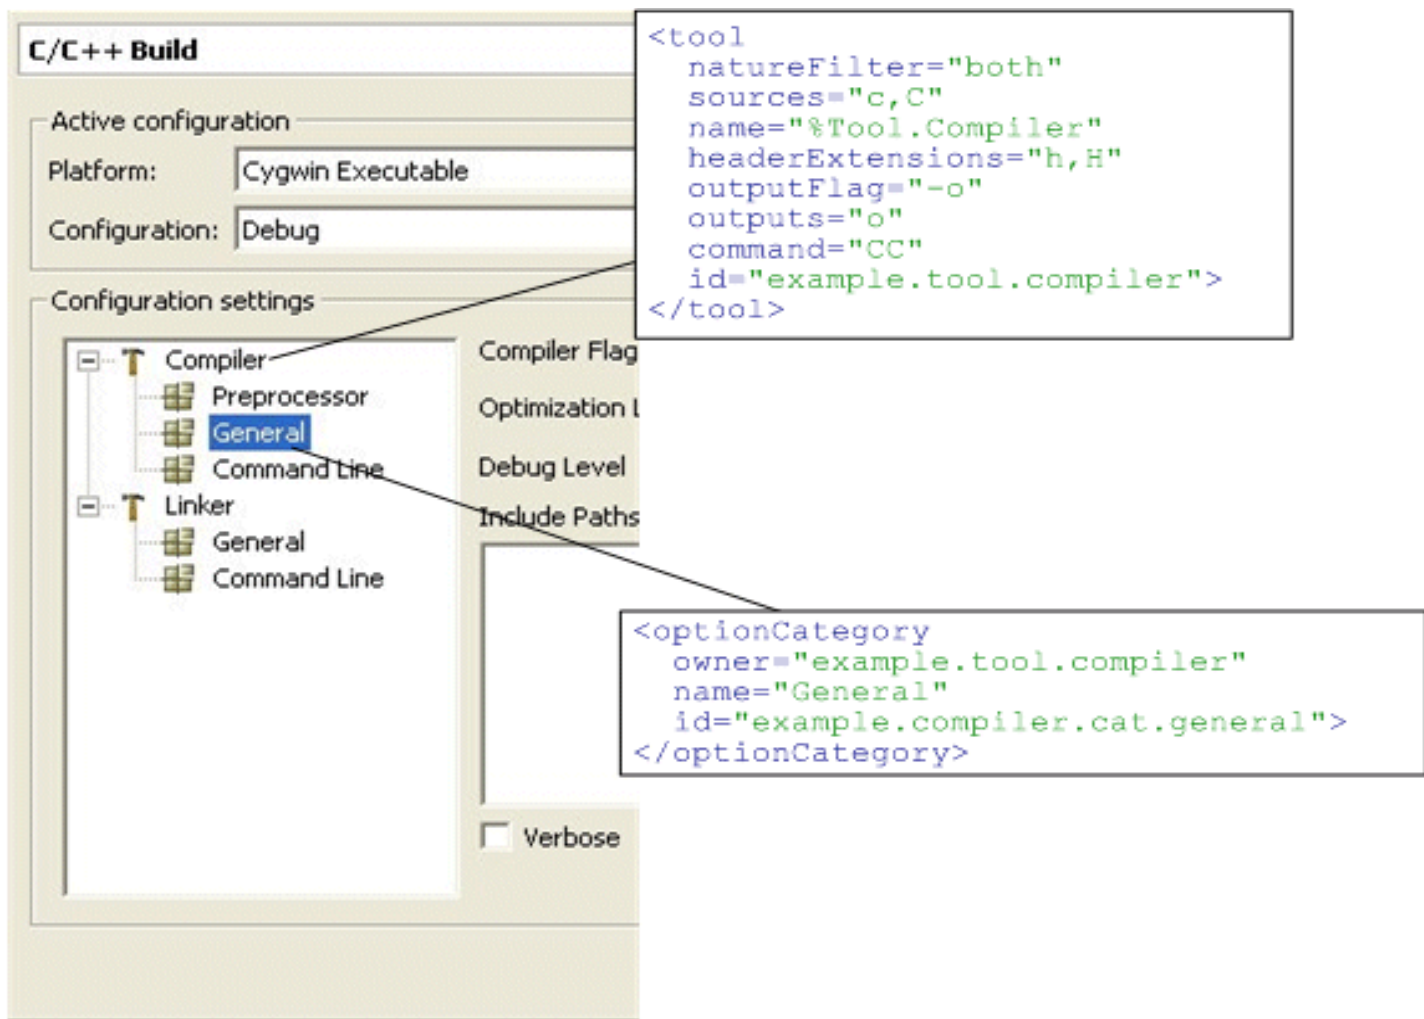 C/C++ Build
Active configuration
Platform:
Cygwin Executable
Configuration:
Debug
Configuration settings
Compiler
Preprocessor
General
Command Line
Linker
General
Command Line
Compiler Flag
Optimization L
Debug Level
Include Paths
Verbose
<tool
natureFilter="both"
sources="c,C"
name="%Tool.Compiler"
headerExtensions="h,H"
outputFlag="-o"
outputs="o"
command="CC"
id="example.tool.compiler">
</tool>
<optionCategory
owner="example.tool.compiler"
name="General"
id="example.compiler.cat.general">
</optionCategory>